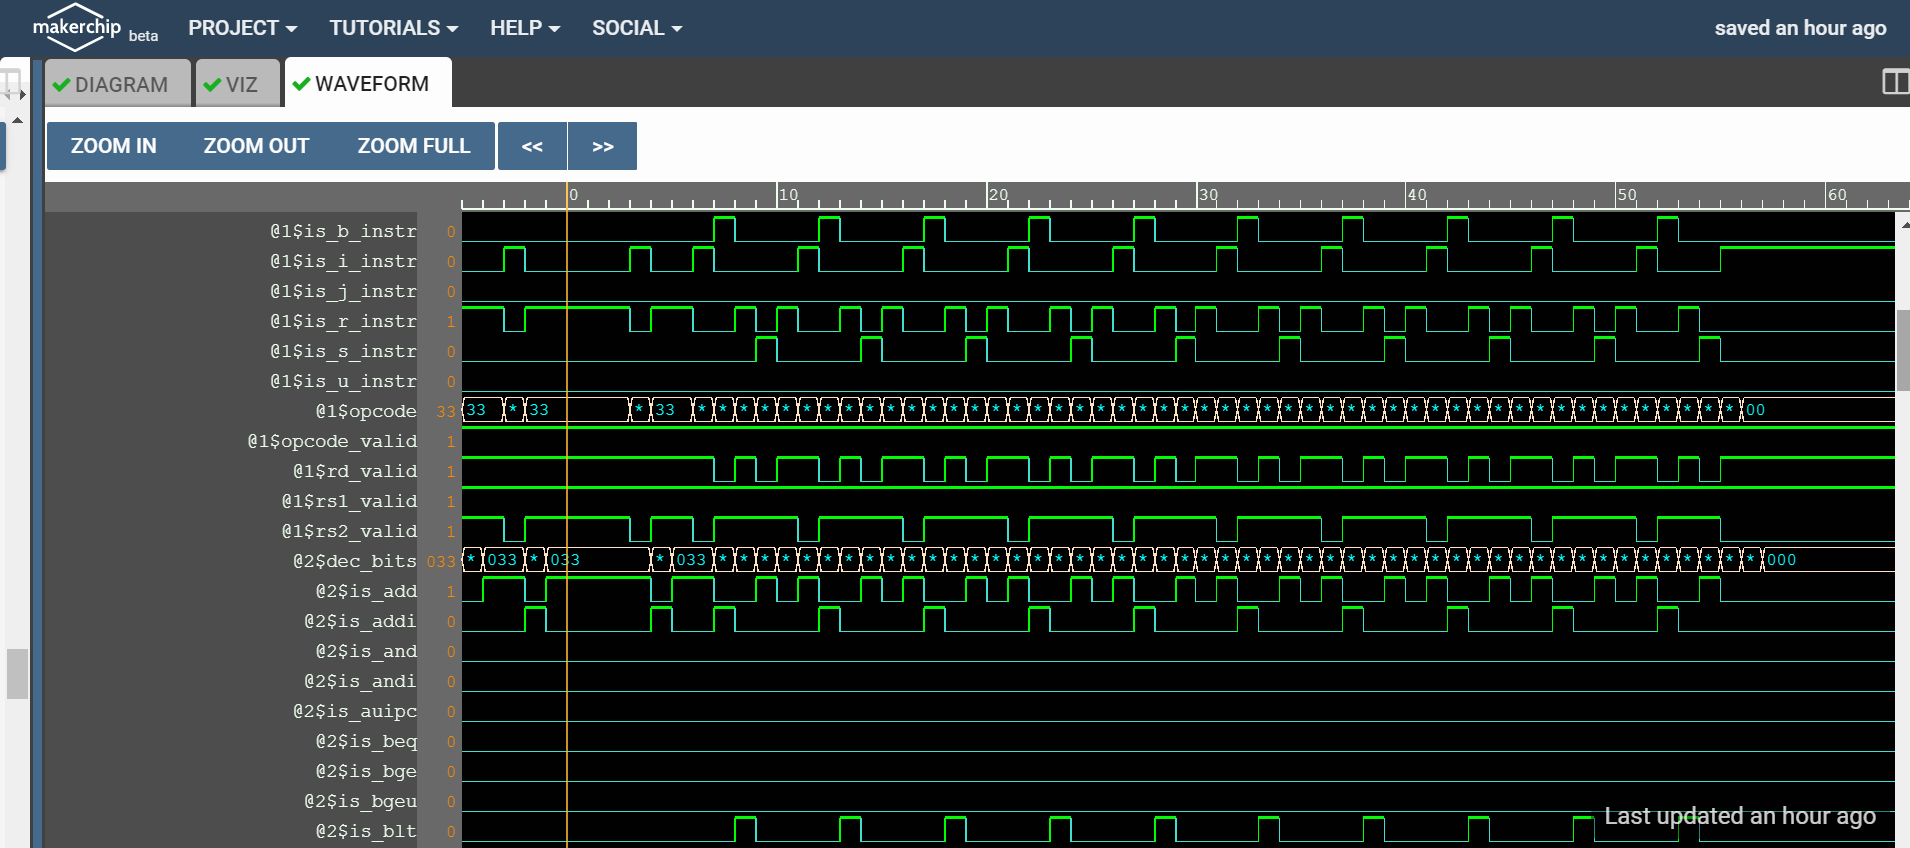 makerchip beta PROJECT TUTORIALS HELP SOCIAL saved an hour ago
DIAGRAM VIZ WAVEFORM
ZOOM IN ZOOM OUT ZOOM FULL << >>
0 10 20 30 40 50 60
@1$is_b_instr 0
@1$is_i_instr 0
@1$is_j_instr 0
@1$is_r_instr 1
@1$is_s_instr 0
@1$is_u_instr 0
@1$opcode 33 33 * 33 * 33 * * * * * * * * * * * * * * * * * * * * * * * * * * * * * * * * * * * * * * * * * * * * * * * * * * 00
@1$opcode_valid 1
@1$rd_valid 1
@1$rs1_valid 1
@1$rs2_valid 1
@2$dec_bits 033 * 033 * 033 * 033 * * * * * * * * * * * * * * * * * * * * * * * * * * * * * * * * * * * * * * * * * * * * * * * * * * 000
@2$is_add 1
@2$is_addi 0
@2$is_and 0
@2$is_andi 0
@2$is_auipc 0
@2$is_beq 0
@2$is_bge 0
@2$is_bgeu 0
Last updated an hour ago
@2$is_blt 0